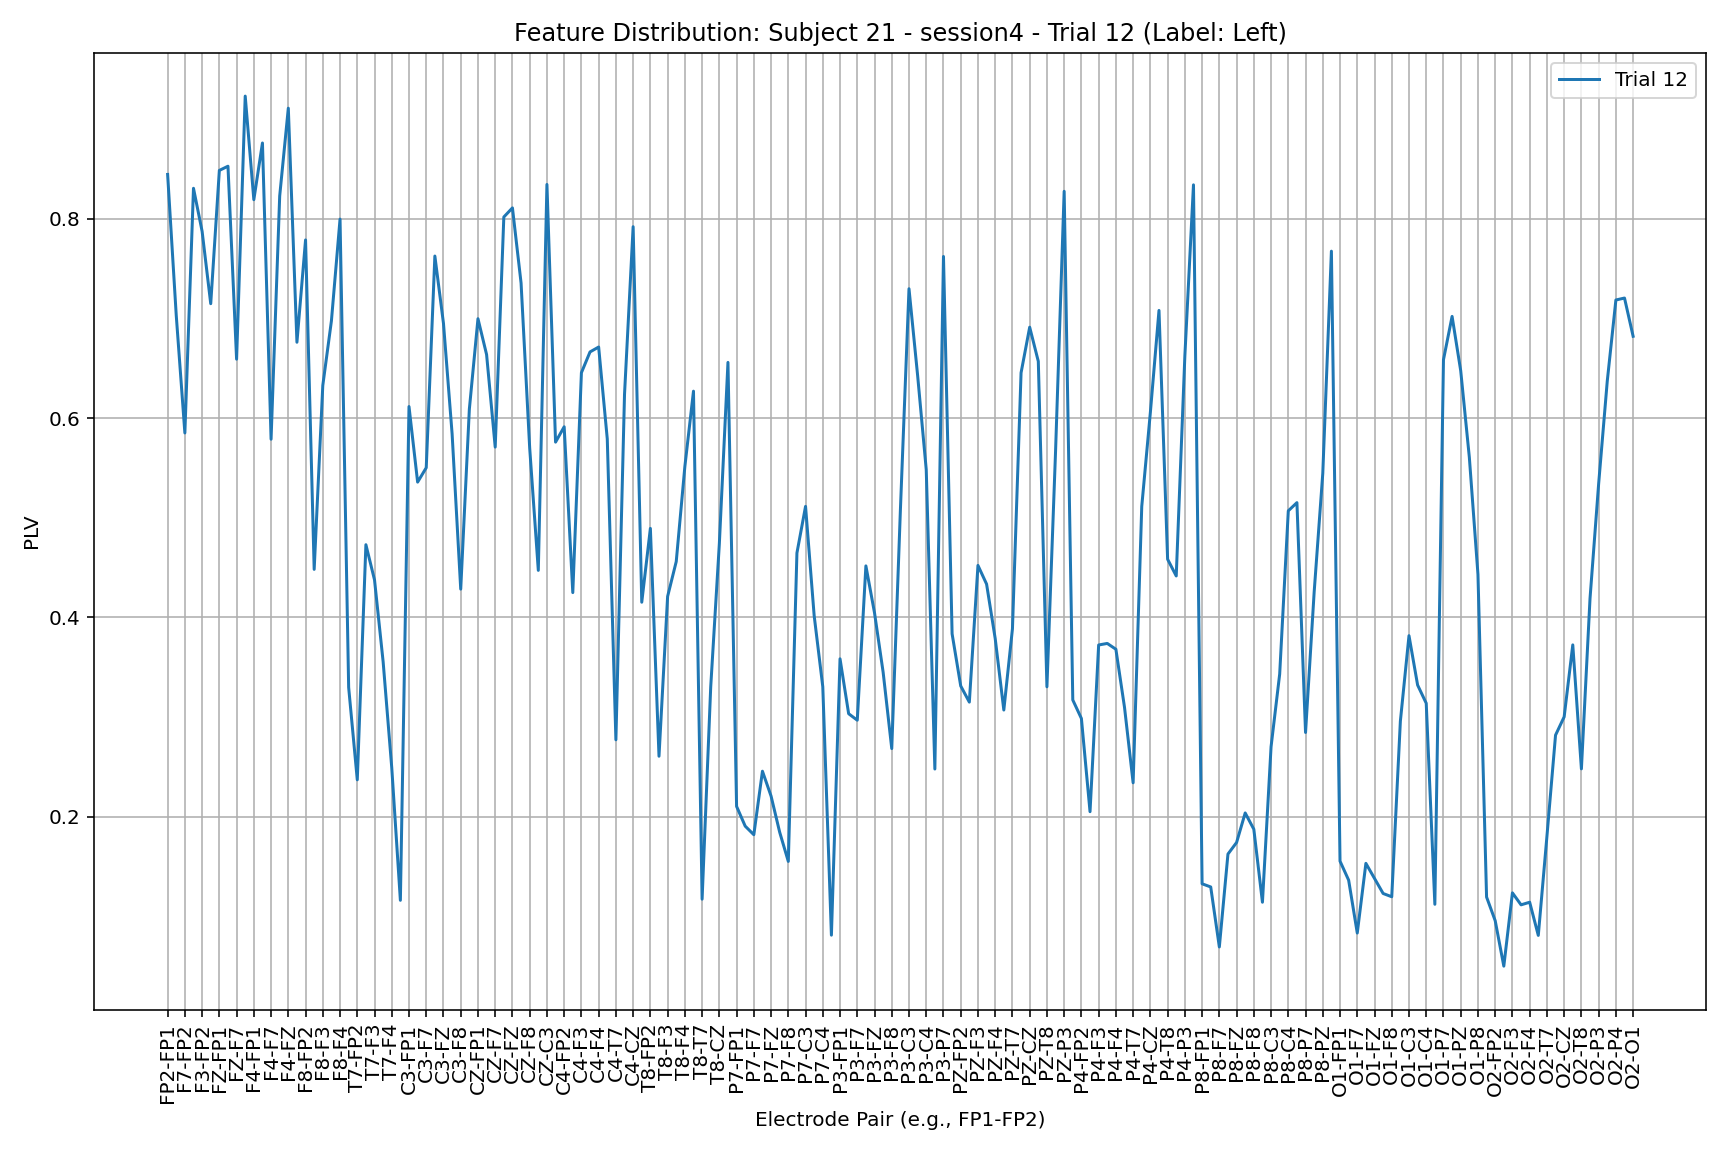 Feature Distribution: Subject 21 - session4 - Trial 12 (Label: Left)
Trial 12
PLV
0.8
0.6
0.4
0.2
FP2-FP1
F7-FP2
F3-FP2
FZ-FP1
FZ-F7
F4-FP1
F4-F7
F4-FZ
F8-FP2
F8-F3
F8-F4
T7-FP2
T7-F3
T7-F4
C3-FP1
C3-F7
C3-FZ
C3-F8
CZ-FP1
CZ-F7
CZ-FZ
CZ-F8
CZ-C3
C4-FP2
C4-F3
C4-F4
C4-T7
C4-CZ
T8-FP2
T8-F3
T8-F4
T8-T7
T8-CZ
P7-FP1
P7-F7
P7-FZ
P7-F8
P7-C3
P7-C4
P3-FP1
P3-F7
P3-FZ
P3-F8
P3-C3
P3-C4
P3-P7
PZ-FP2
PZ-F3
PZ-F4
PZ-T7
PZ-CZ
PZ-T8
PZ-P3
P4-FP2
P4-F3
P4-F4
P4-T7
P4-CZ
P4-T8
P4-P3
P8-FP1
P8-F7
P8-FZ
P8-F8
P8-C3
P8-C4
P8-P7
P8-PZ
O1-FP1
O1-F7
O1-FZ
O1-F8
O1-C3
O1-C4
O1-P7
O1-PZ
O1-P8
O2-FP2
O2-F3
O2-F4
O2-T7
O2-CZ
O2-T8
O2-P3
O2-P4
O2-O1
Electrode Pair (e.g., FP1-FP2)